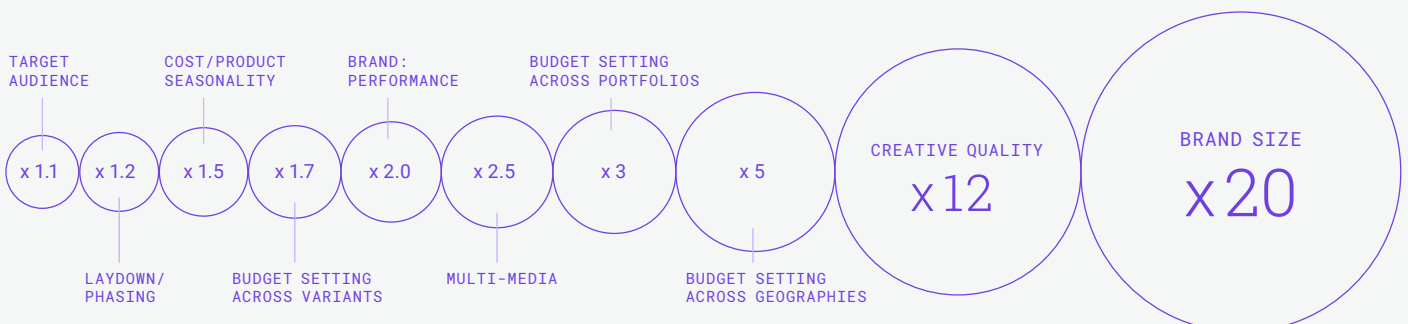 TARGET
AUDIENCE
COST/PRODUCT
SEASONALITY
BRAND:
PERFORMANCE
BUDGET SETTING
ACROSS PORTFOLIOS
x 1.1
x 1.2
x 1.5
x 1.7
x 2.0
x 2.5
x 3
x 5
CREATIVE QUALITY
x 12
BRAND SIZE
x 20
LAYDOWN/
PHASING
BUDGET SETTING
ACROSS VARIANTS
MULTI-MEDIA
BUDGET SETTING
ACROSS GEOGRAPHIES